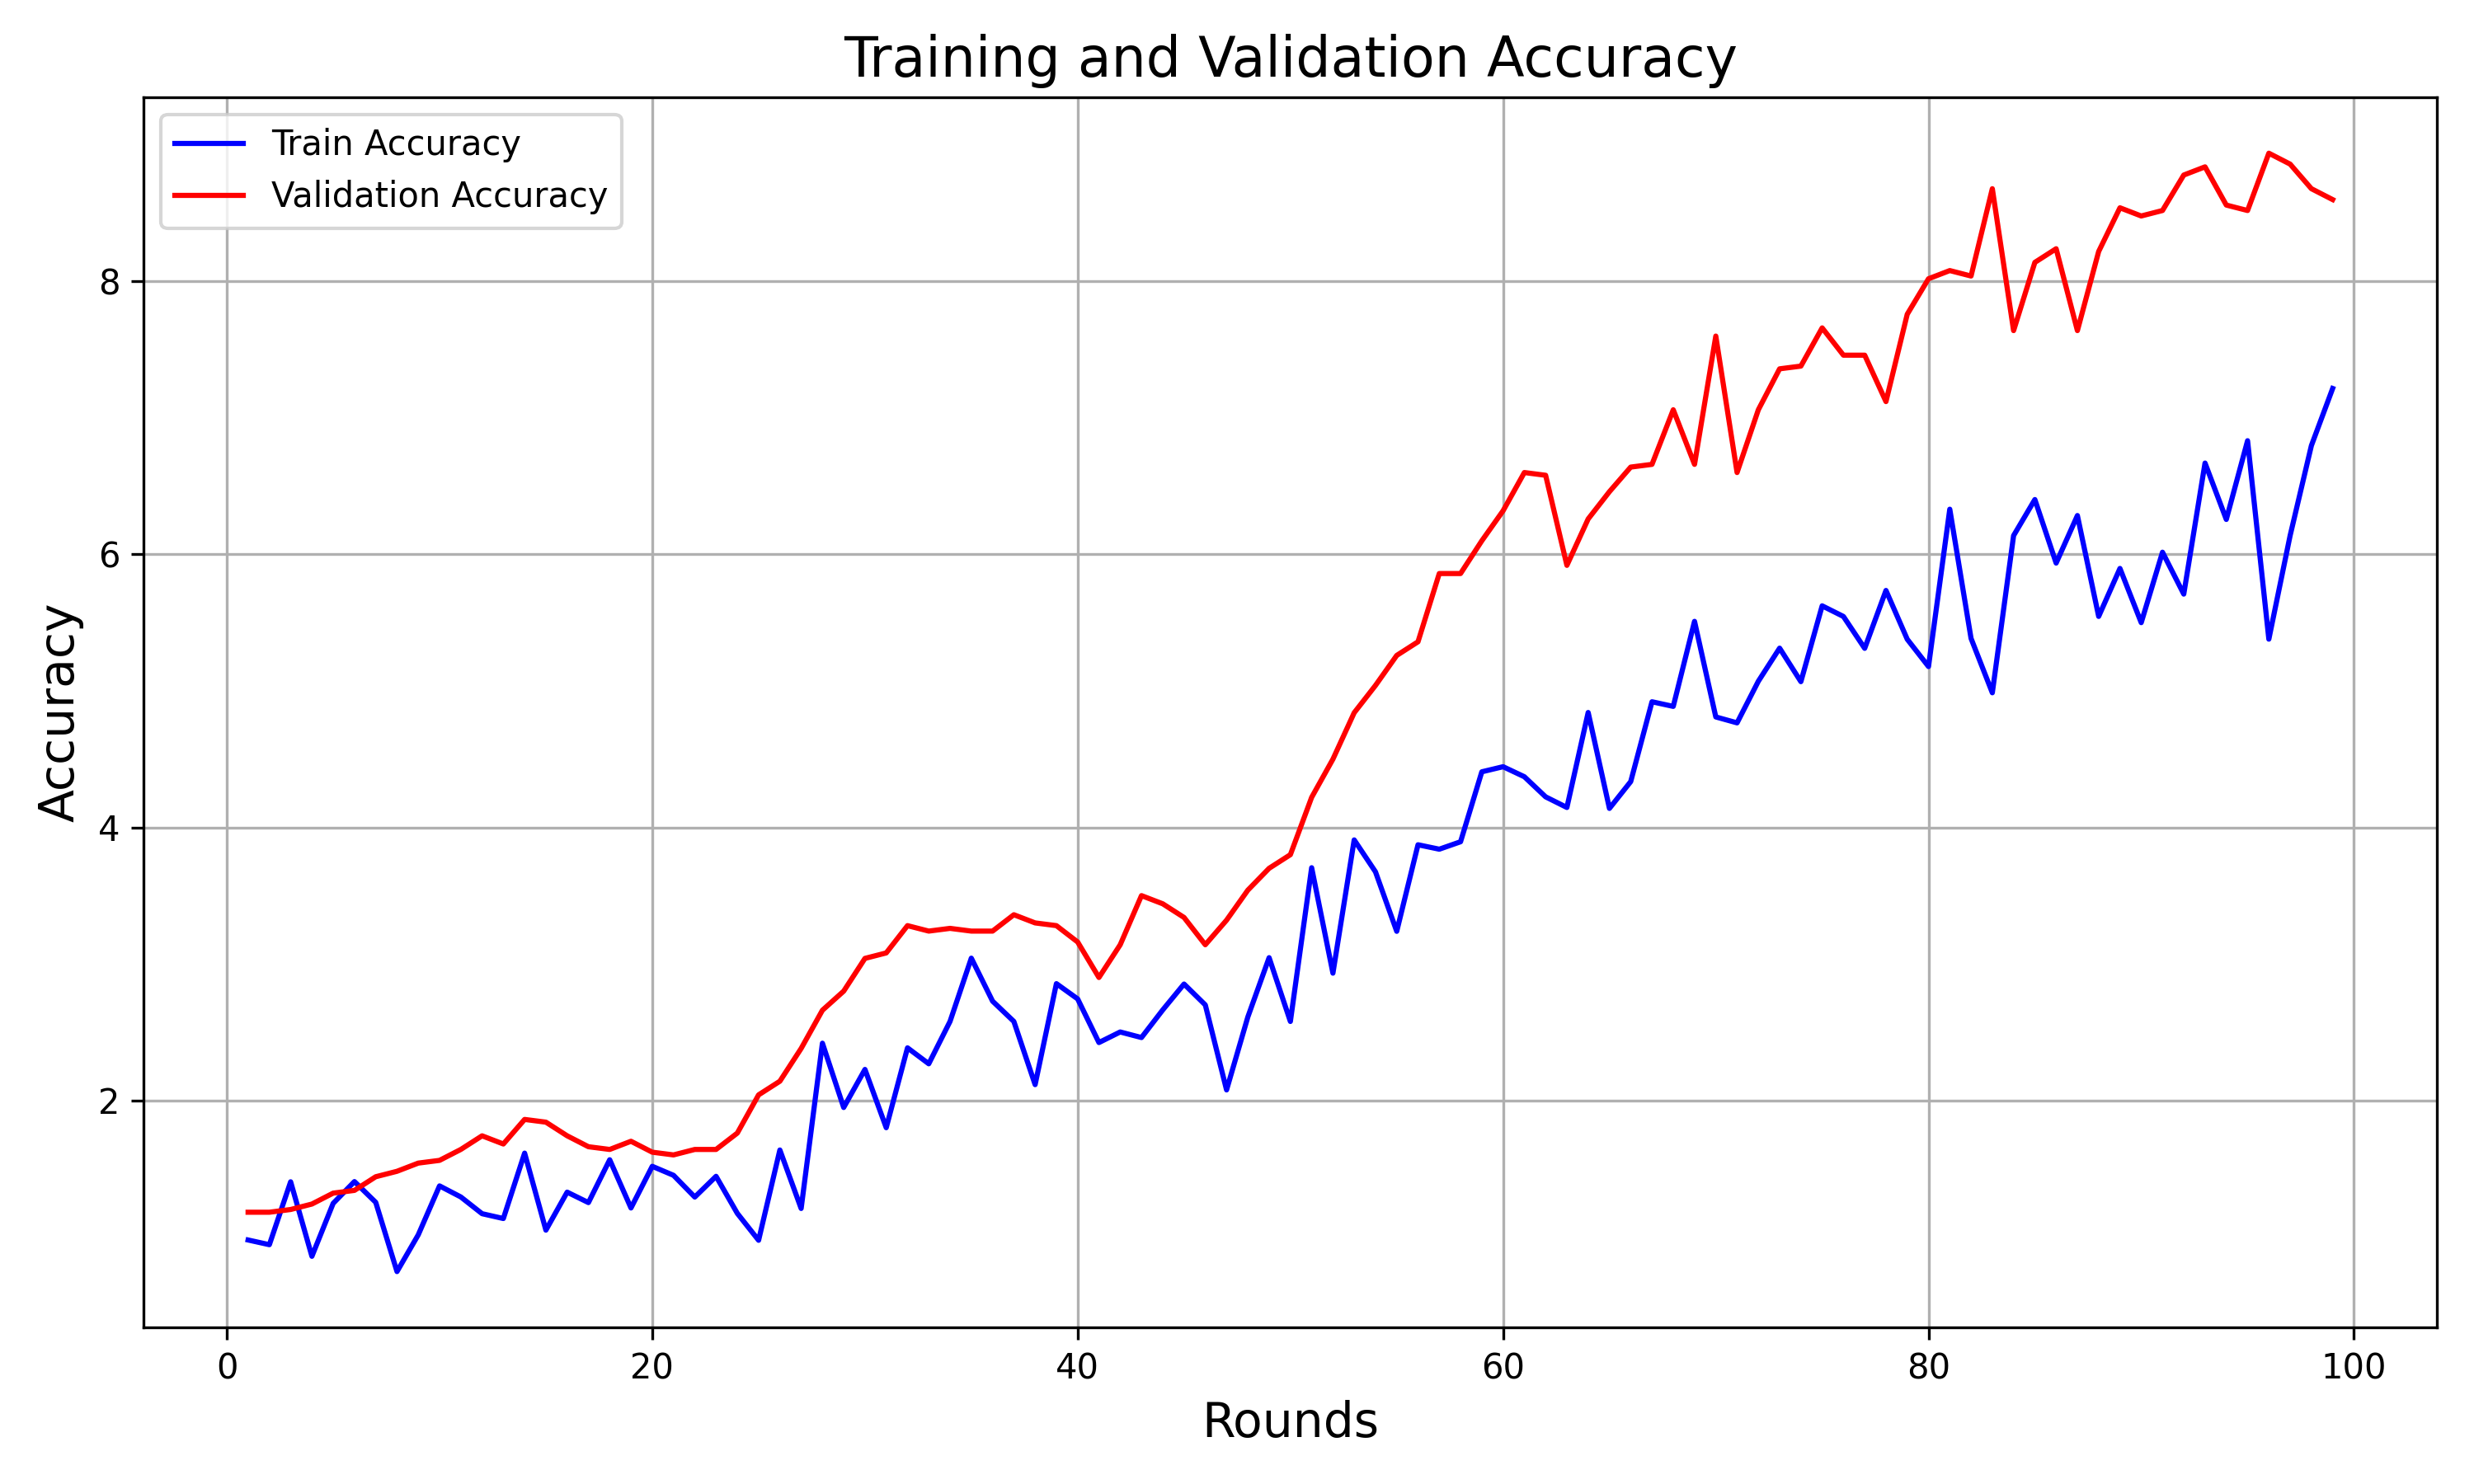 Training and Validation Accuracy
Train Accuracy
Validation Accuracy
8
6
4
2
Accuracy
0 20 40 60 80 100
Rounds